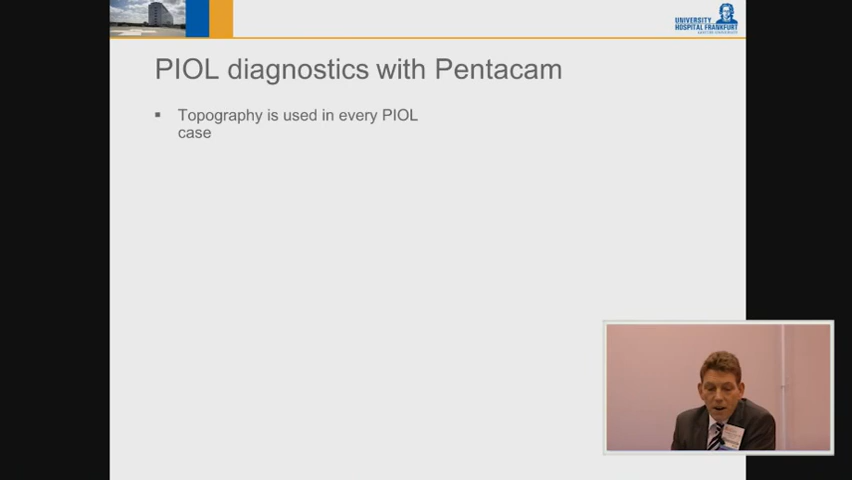 UNIVERSITY
HOSPITAL FRANKFURT
PIOL diagnostics with Pentacam
▪ Topography is used in every PIOL
case